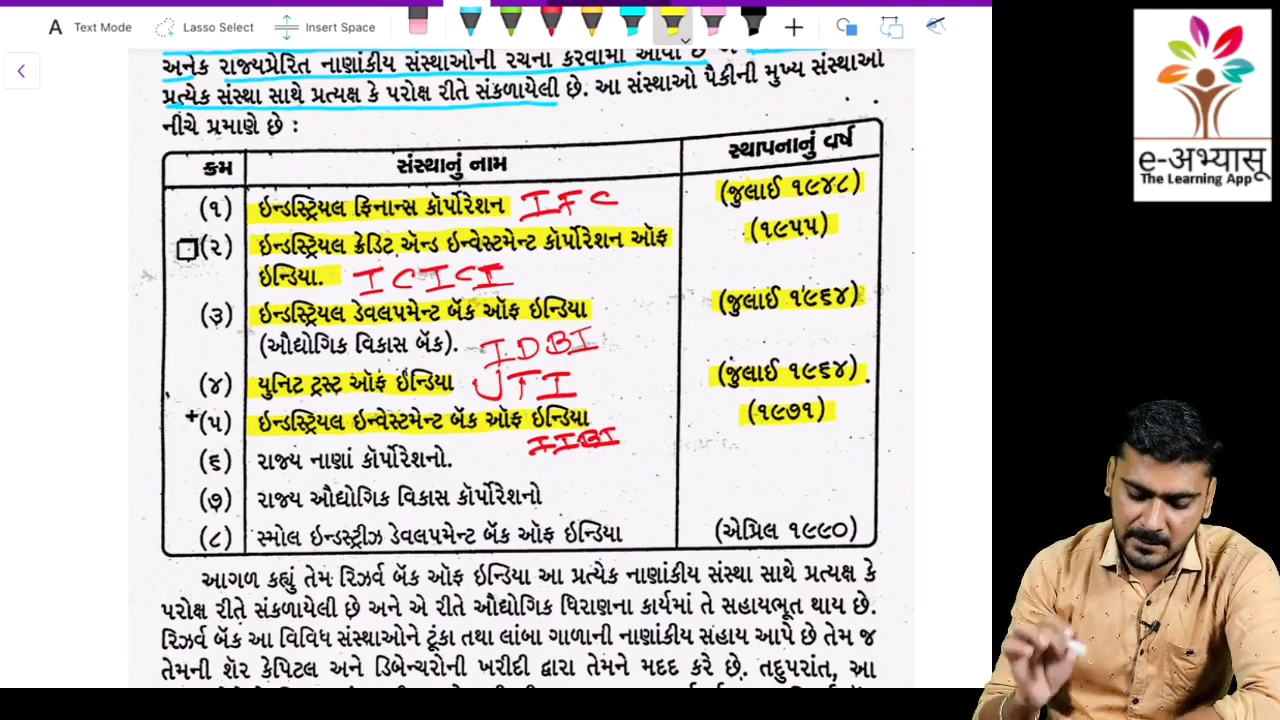 Text Mode
Lasso Select
Insert Space
અનેક રાજ્યપ્રેરિત નાણાંકીય સંસ્થાઓની રચના કરવામાં આવી છે
પ્રત્યેક સંસ્થા સાથે પ્રત્યક્ષ કે પરોક્ષ રીતે સંકળાયેલી છે. આ સંસ્થાઓ પૈકીની મુખ્ય સંસ્થાઓ
નીચે પ્રમાણે છે :
ક્રમ સંસ્થાનું નામ સ્થાપનાનું વર્ષ
(૧) ઇન્ડસ્ટ્રિયલ ફિનાન્સ કૉર્પોરેશન IFC (જુલાઈ ૧૯૪૮)
(૨) ઇન્ડસ્ટ્રિયલ ક્રેડિટ ઍન્ડ ઇન્વેસ્ટમેન્ટ કૉર્પોરેશન ઑફ (૧૯૫૫)
ઇન્ડિયા. ICICI
(૩) ઇન્ડસ્ટ્રિયલ ડેવલપમેન્ટ બૅંક ઑફ ઇન્ડિયા (જુલાઈ ૧૯૬૪)
(ઔદ્યોગિક વિકાસ બૅંક). IDBI
(૪) યુનિટ ટ્રસ્ટ ઑફ ઇન્ડિયા UTI (જુલાઈ ૧૯૬૪)
+(૫) ઇન્ડસ્ટ્રિયલ ઇન્વેસ્ટમેન્ટ બૅંક ઑફ ઇન્ડિયા (૧૯૭૧)
IIBI
(૬) રાજ્ય નાણાં કૉર્પોરેશનો.
(૭) રાજ્ય ઔદ્યોગિક વિકાસ કૉર્પોરેશનો
(૮) સ્મોલ ઇન્ડસ્ટ્રીઝ ડેવલપમેન્ટ બૅંક ઑફ ઇન્ડિયા (એપ્રિલ ૧૯૯૦)
આગળ કહ્યું તેમ રિઝર્વ બૅંક ઑફ ઇન્ડિયા આ પ્રત્યેક નાણાંકીય સંસ્થા સાથે પ્રત્યક્ષ કે
પરોક્ષ રીતે સંકળાયેલી છે અને એ રીતે ઔદ્યોગિક ધિરાણના કાર્યમાં તે સહાયભૂત થાય છે.
રિઝર્વ બૅંક આ વિવિધ સંસ્થાઓને ટૂંકા તથા લાંબા ગાળાની નાણાંકીય સહાય આપે છે તેમ જ
તેમની શૅર કેપિટલ અને ડિબેન્ચરોની ખરીદી દ્વારા તેમને મદદ કરે છે. તદુપરાંત, આ
e-અભ્યાસૂ
The Learning App